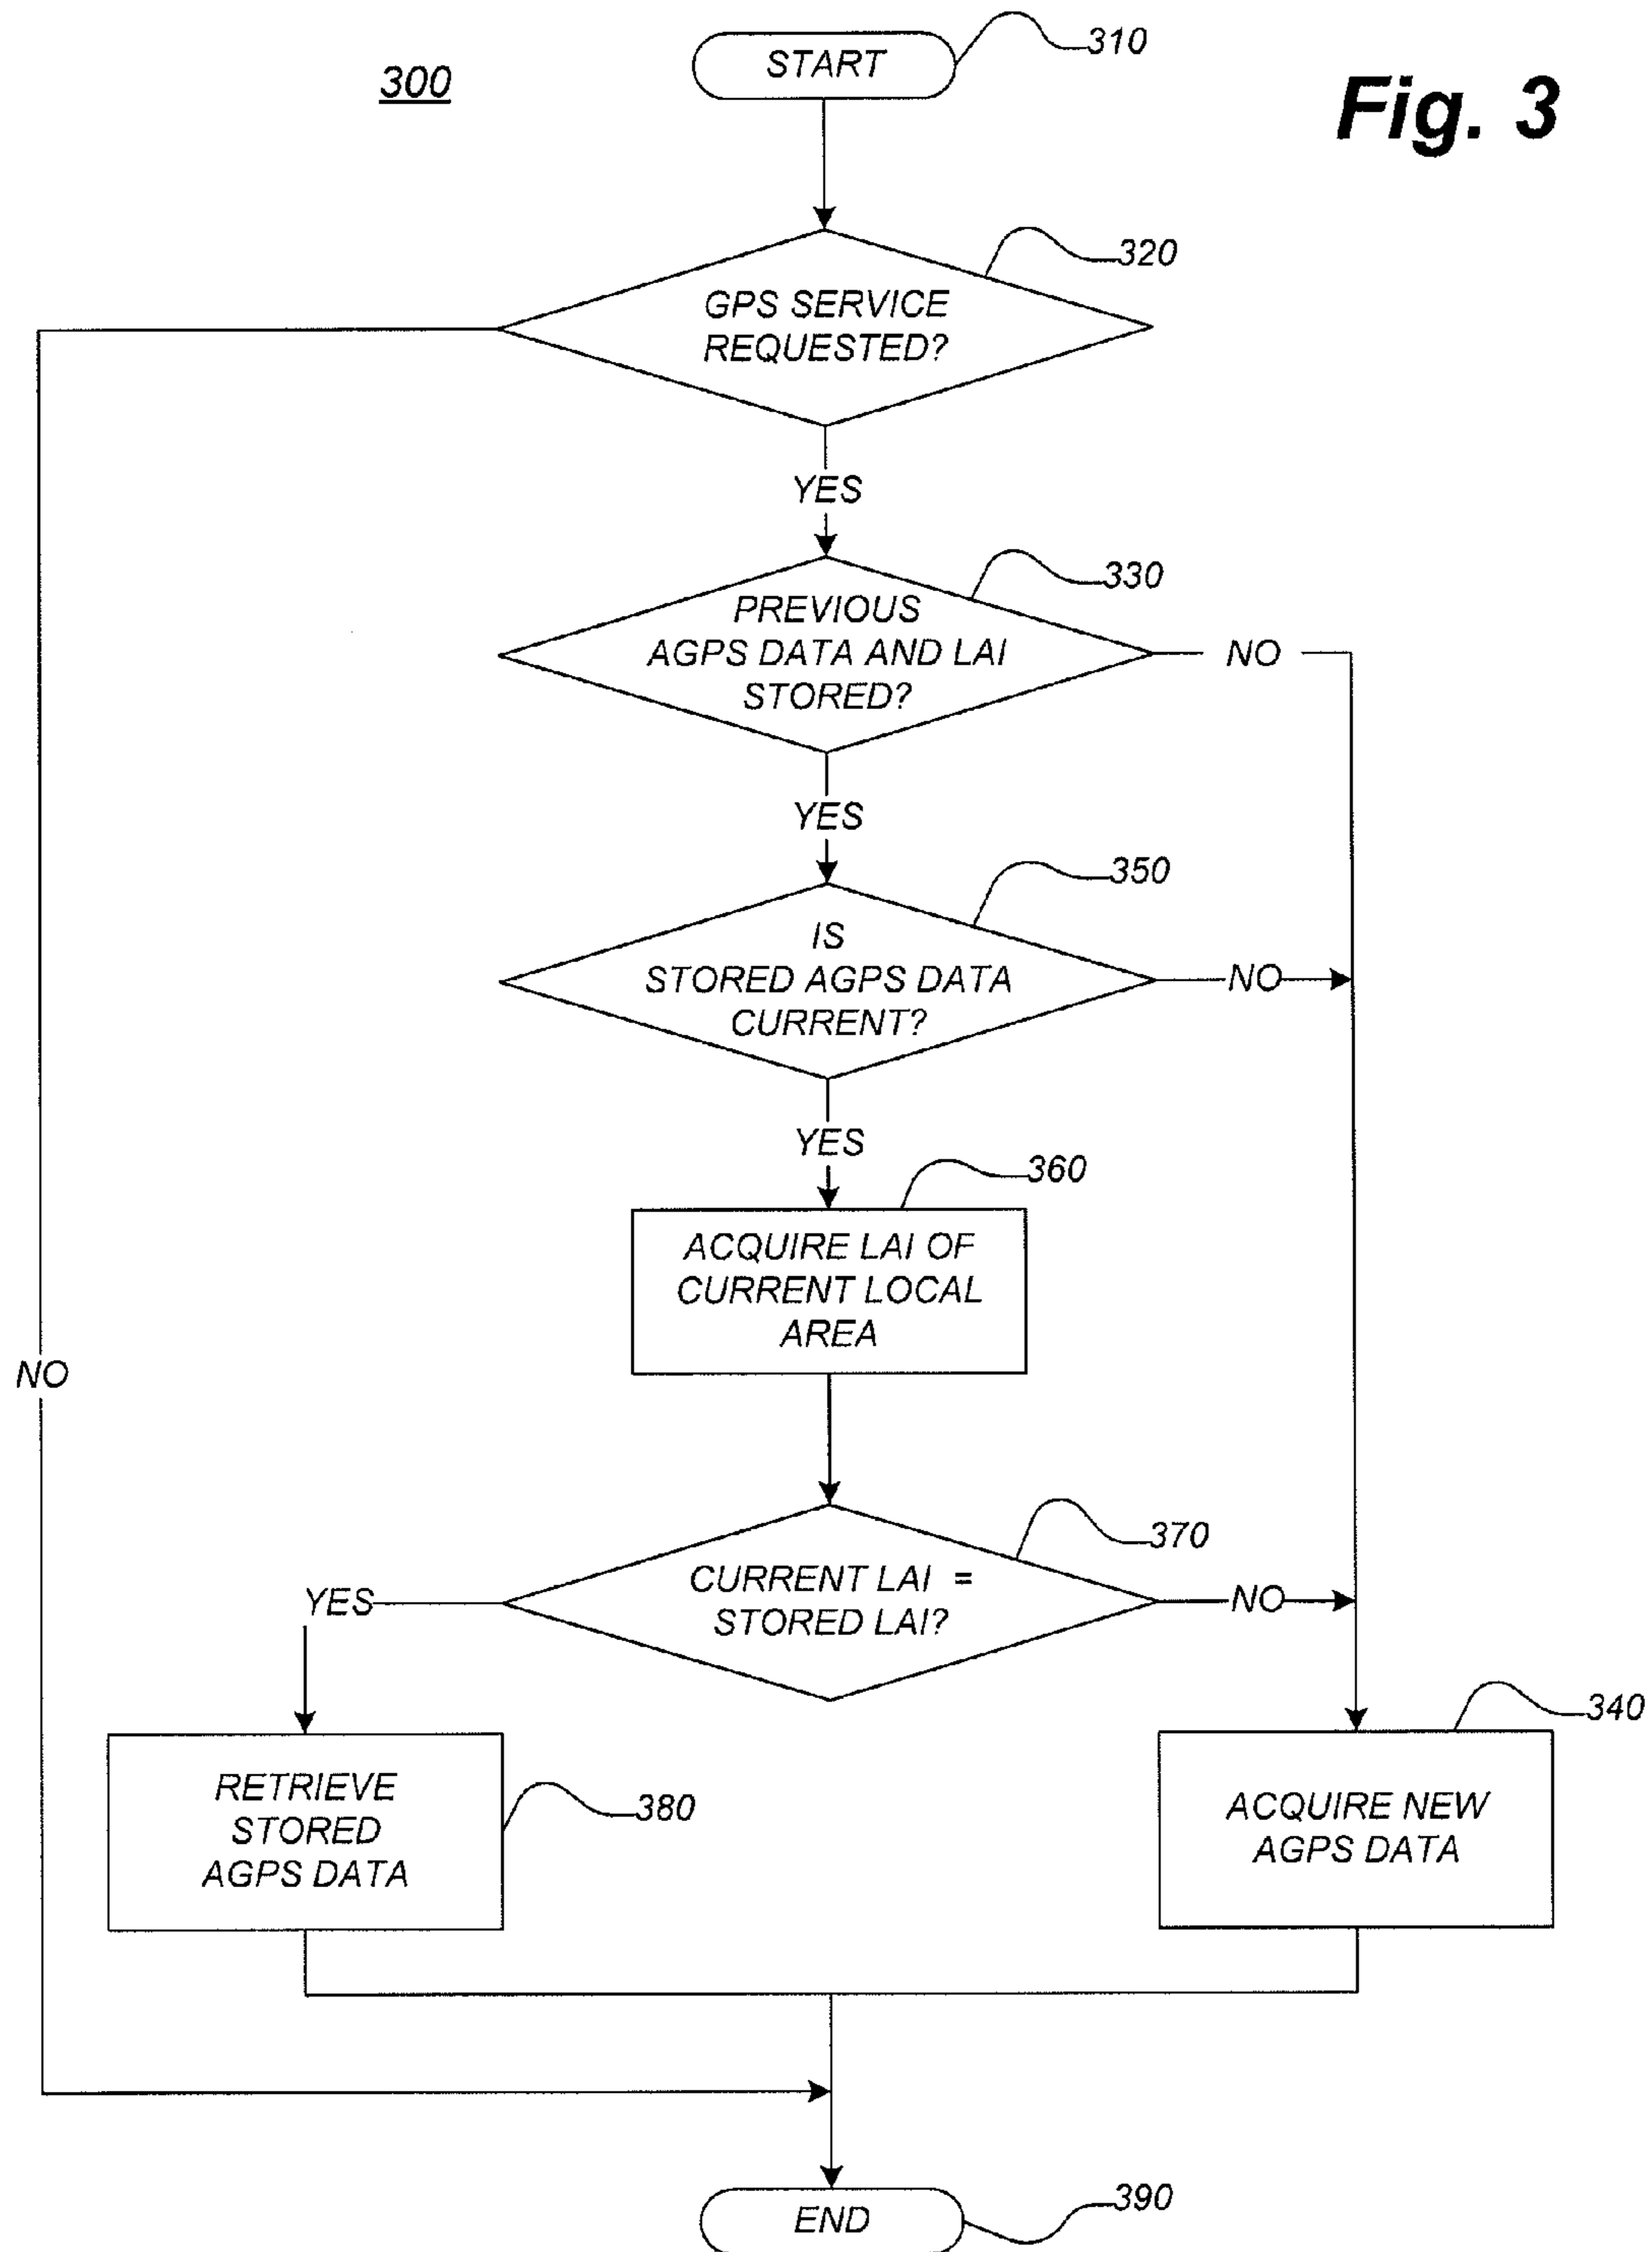 START
310
300
Fig. 3
320
GPS SERVICE
REQUESTED?
YES
330
PREVIOUS
AGPS DATA AND LAI
STORED?
NO
YES
350
IS
STORED AGPS DATA
CURRENT?
NO
YES
360
ACQUIRE LAI OF
CURRENT LOCAL
AREA
NO
370
CURRENT LAI =
STORED LAI?
YES
NO
340
RETRIEVE
STORED
AGPS DATA
380
ACQUIRE NEW
AGPS DATA
END
390